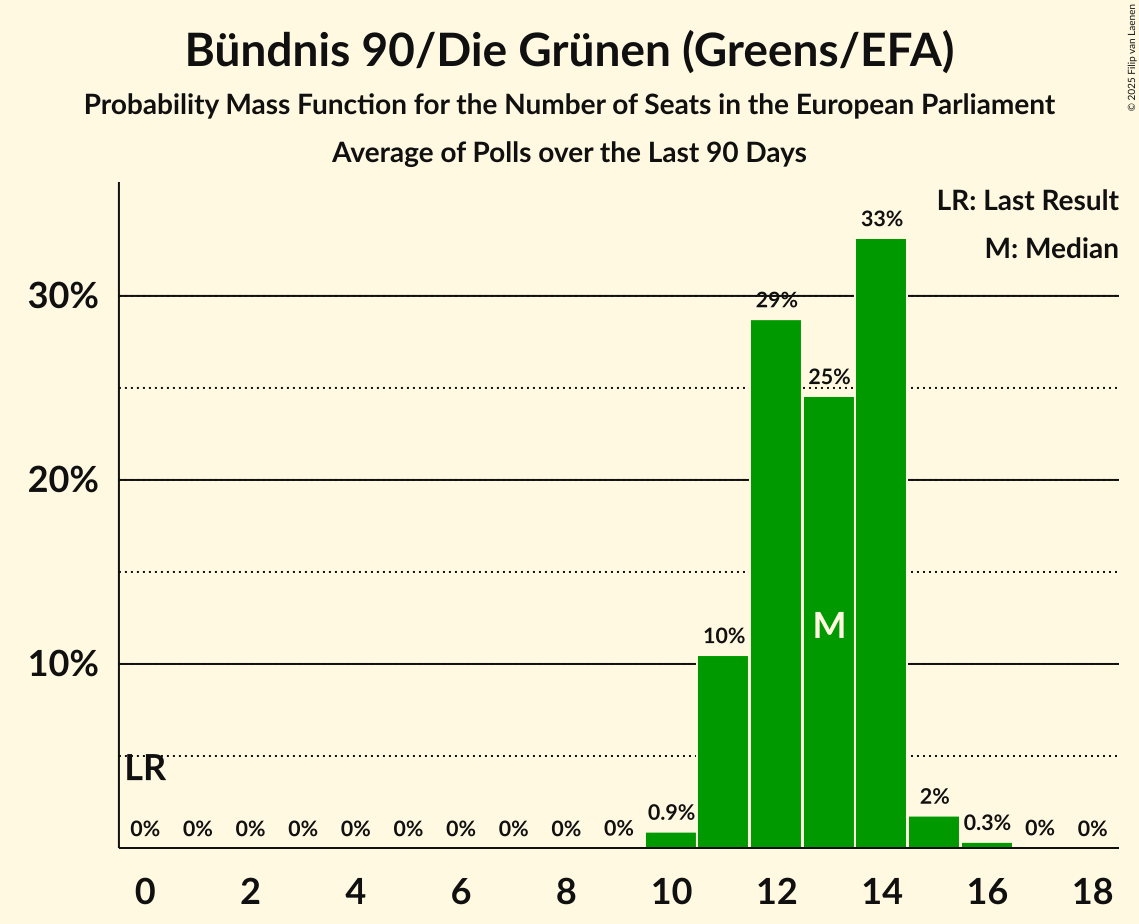 Bündnis 90/Die Grünen (Greens/EFA)
Probability Mass Function for the Number of Seats in the European Parliament
Average of Polls over the Last 90 Days
© 2025 Filip van Laenen
LR: Last Result
M: Median
30%
20%
10%
LR
M
0% 0% 0% 0% 0% 0% 0% 0% 0% 0% 0.9% 10% 29% 25% 33% 2% 0.3% 0% 0%
0 2 4 6 8 10 12 14 16 18